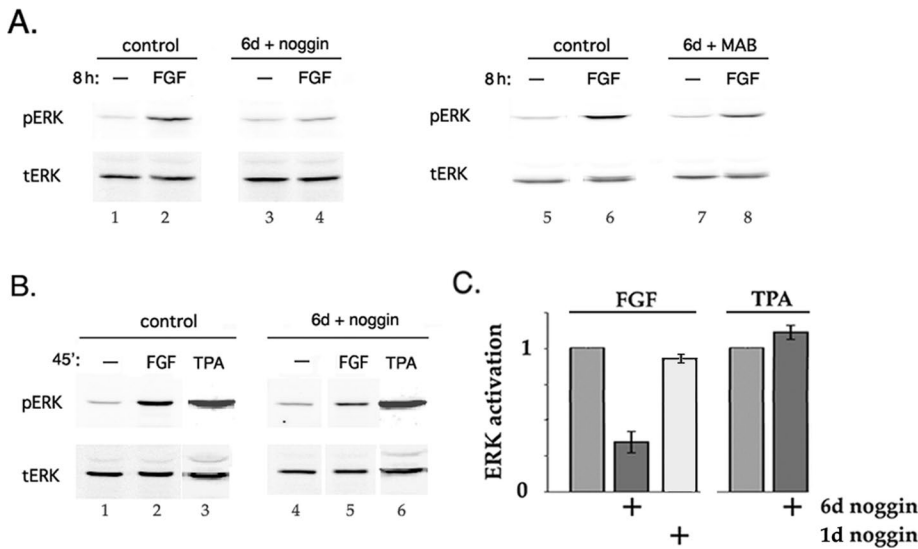 A.
control 6d + noggin control 6d + MAB
8h: — FGF — FGF 8h: — FGF — FGF
pERK pERK
tERK tERK
1 2 3 4 5 6 7 8
B.
control 6d + noggin
45': — FGF TPA — FGF TPA
pERK
tERK
1 2 3 4 5 6
C.
FGF TPA
ERK activation
1
0
+ + 6d noggin
+ 1d noggin